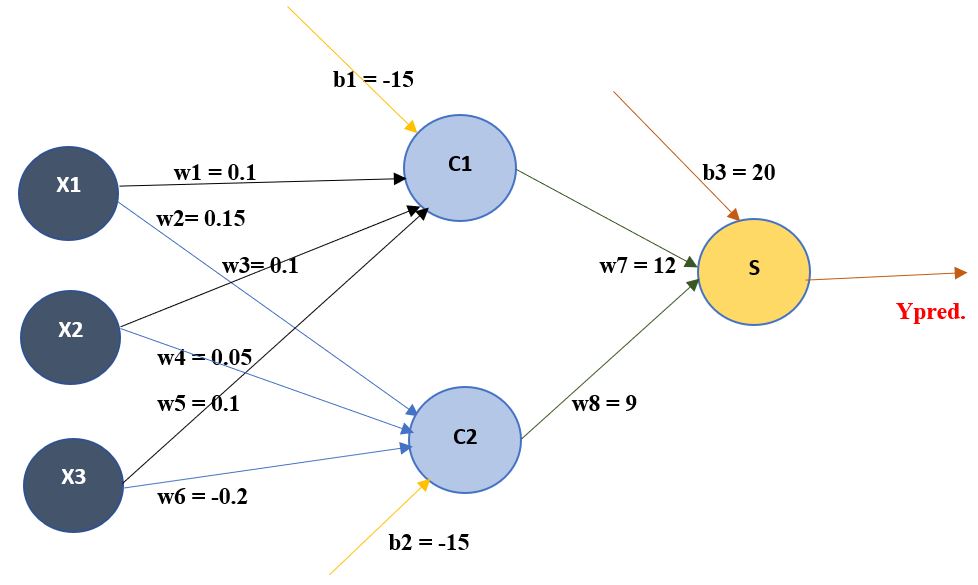 b1 = -15
C1
X1
w1 = 0.1
b3 = 20
w2= 0.15
w3= 0.1
w7 = 12
S
Ypred.
X2
w4 = 0.05
w5 = 0.1
w8 = 9
C2
X3
w6 = -0.2
b2 = -15